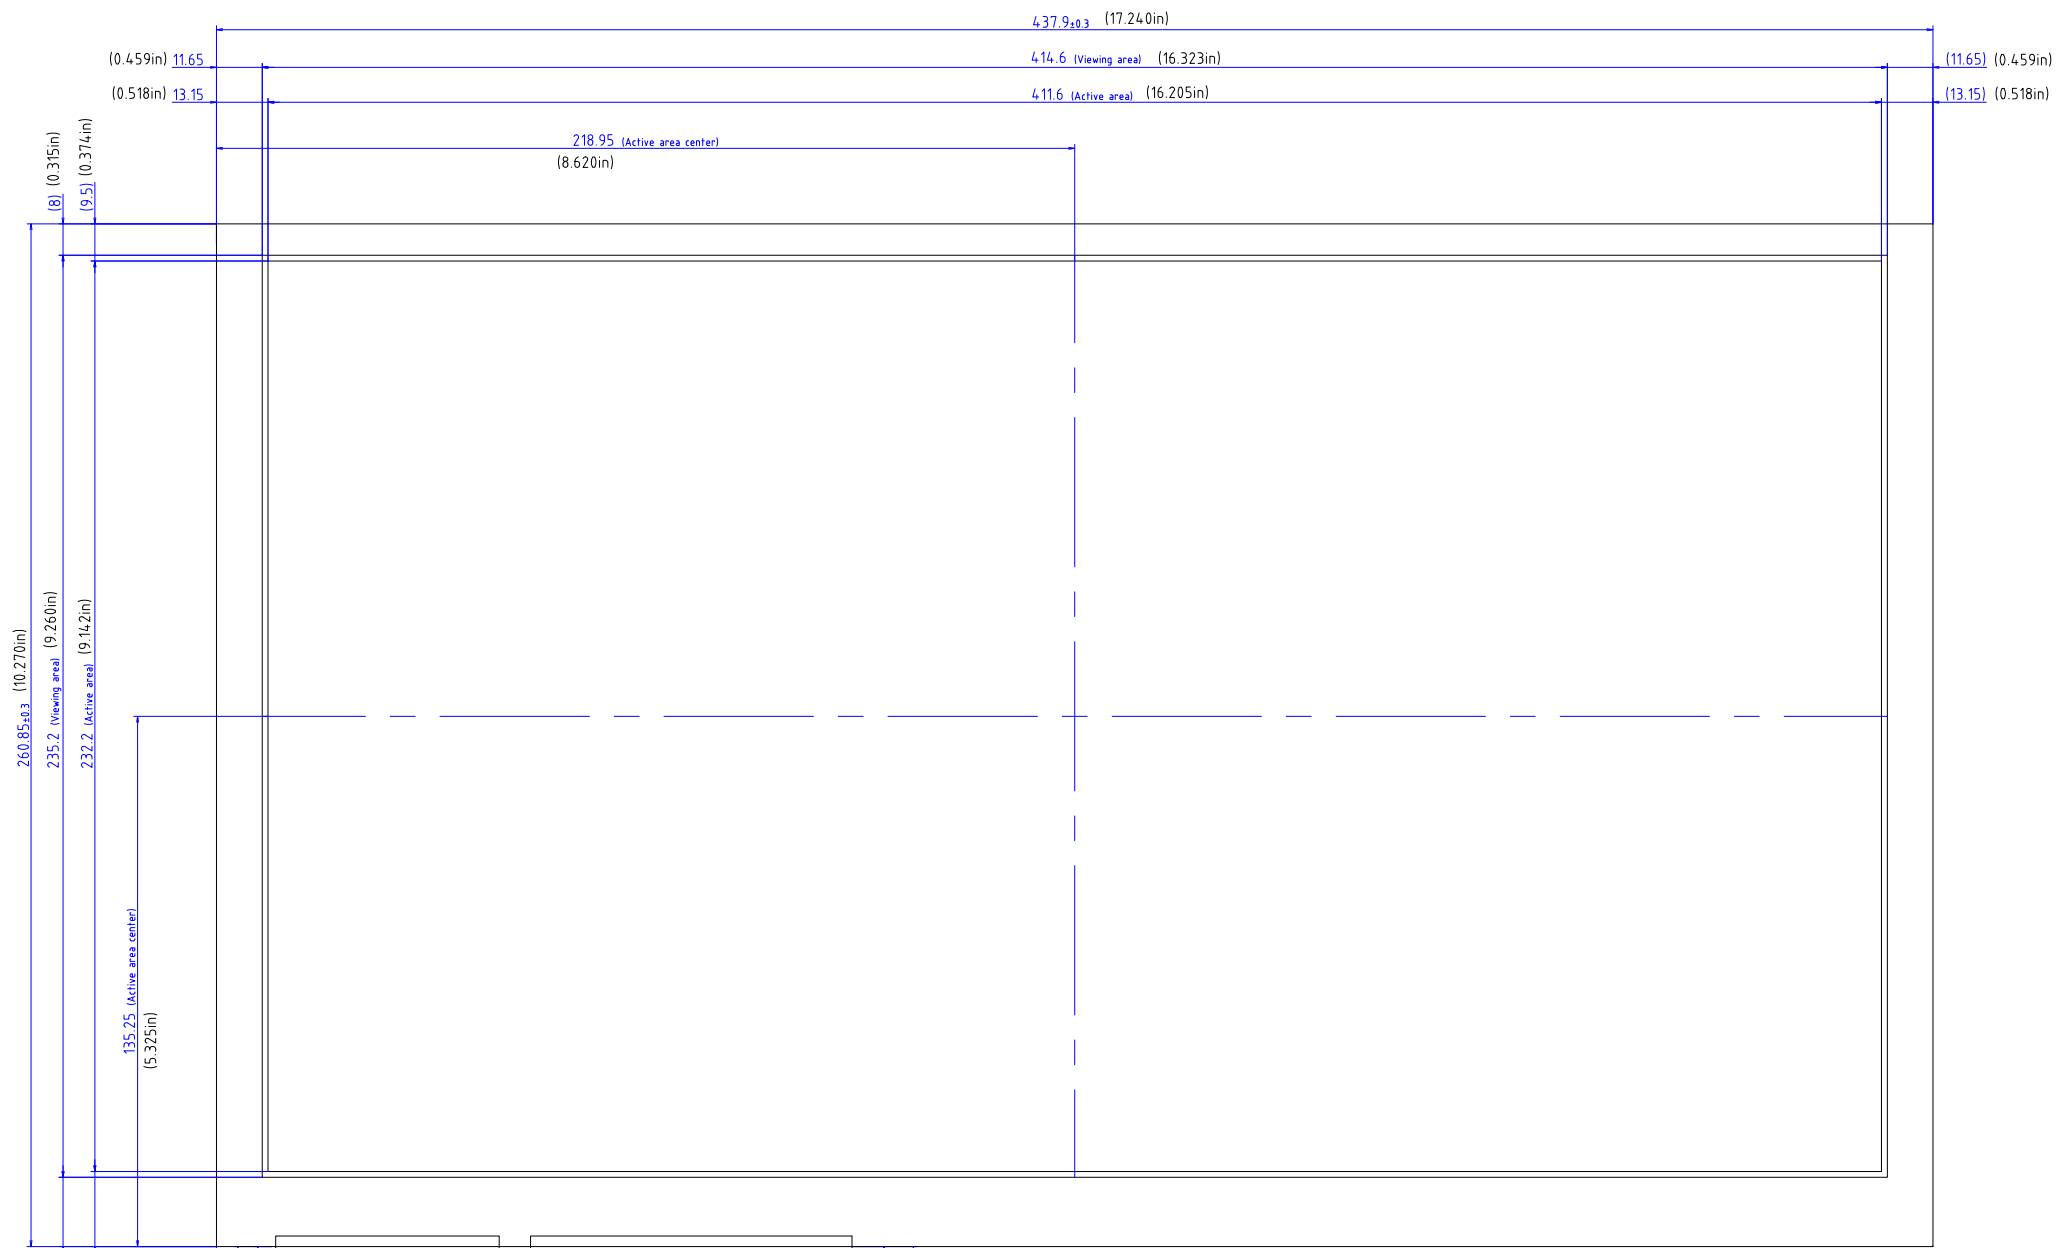 437.9±0.3 (17.240in)
(0.459in) 11.65
414.6 (Viewing area) (16.323in)
(11.65) (0.459in)
(0.518in) 13.15
411.6 (Active area) (16.205in)
(13.15) (0.518in)
218.95 (Active area center)
(8.620in)
(8) (0.315in)
(9.5) (0.374in)
260.85±0.3 (10.270in)
235.2 (Viewing area) (9.260in)
232.2 (Active area) (9.142in)
135.25 (Active area center)
(5.325in)